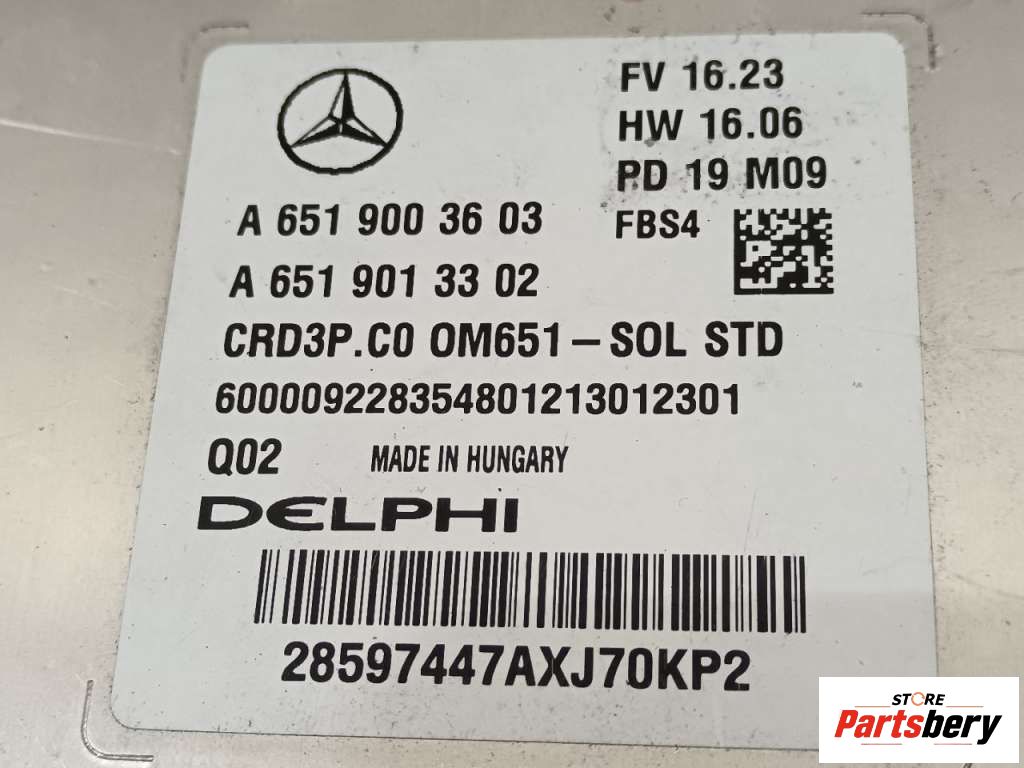 FV 16.23
HW 16.06
PD 19 M09
A 651 900 36 03
FBS4
A 651 901 33 02
CRD3P.C0 OM651-SOL STD
600009228354801213012301
Q02 MADE IN HUNGARY
DELPHI
28597447AXJ70KP2
STORE
Partsbery